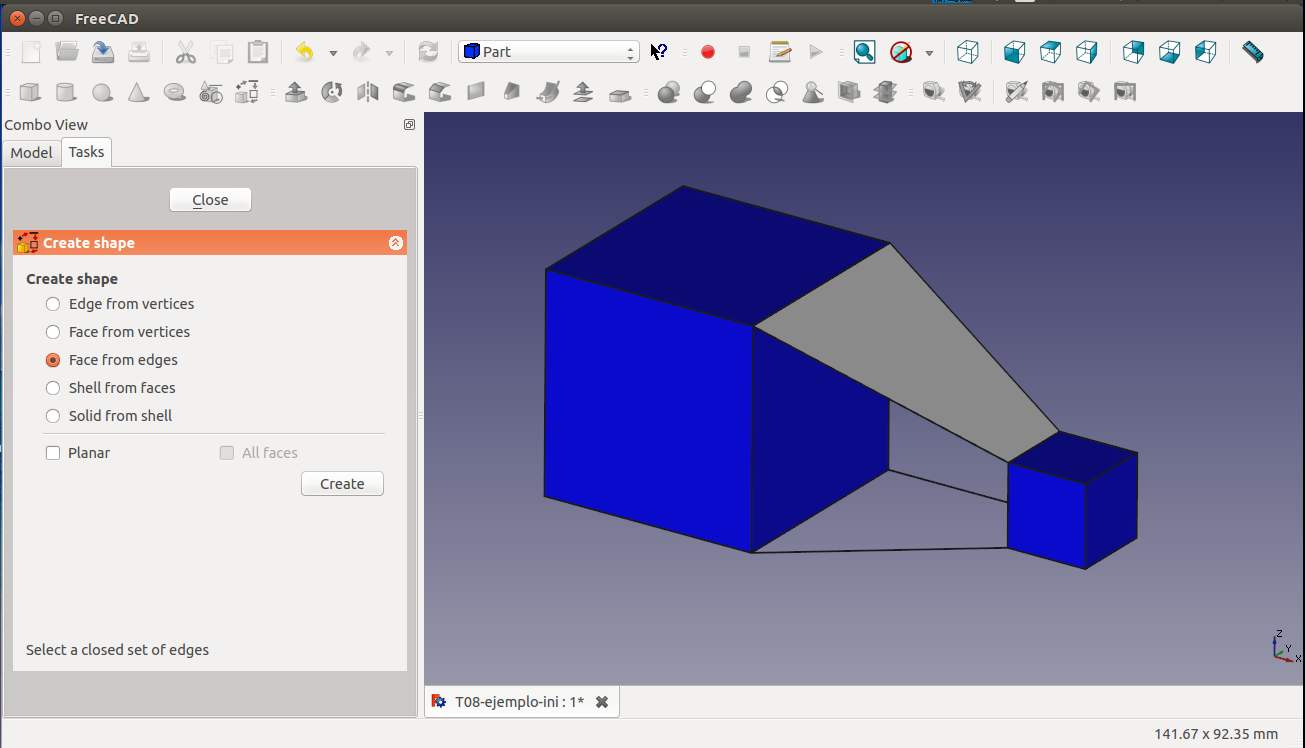 FreeCAD
Part
Combo View
Model
Tasks
Close
Create shape
Create shape
Edge from vertices
Face from vertices
Face from edges
Shell from faces
Solid from shell
Planar
All faces
Create
Select a closed set of edges
Z
Y
X
T08-ejemplo-ini : 1*
141.67 x 92.35 mm